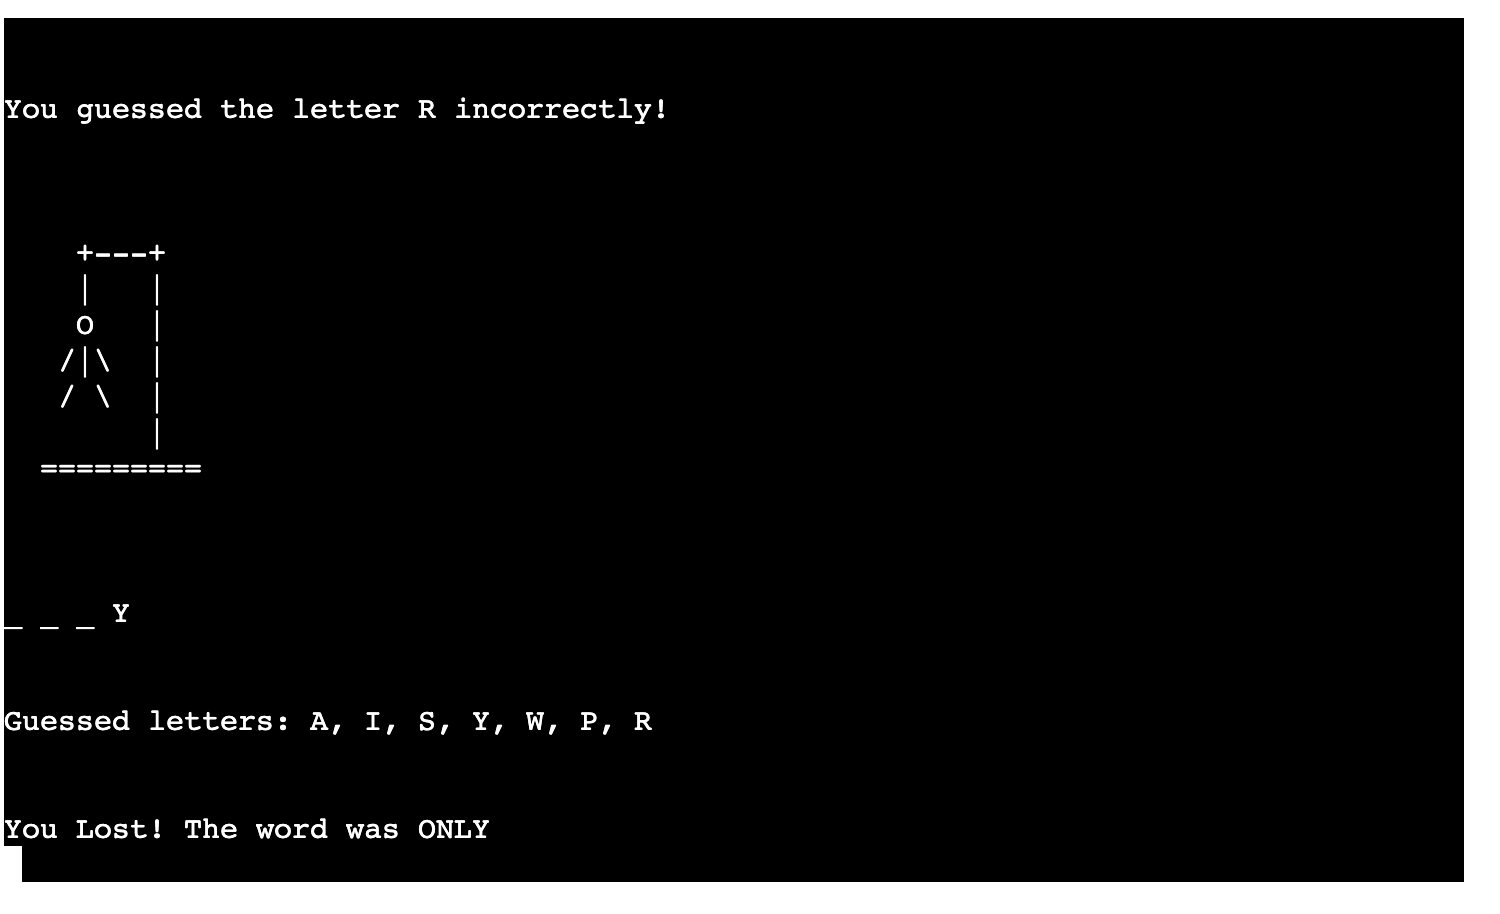 You guessed the letter R incorrectly!
    +---+
    |   |
    O   |
   /|\  |
   / \  |
        |
  =========
_ _ _ Y
Guessed letters: A, I, S, Y, W, P, R
You Lost! The word was ONLY